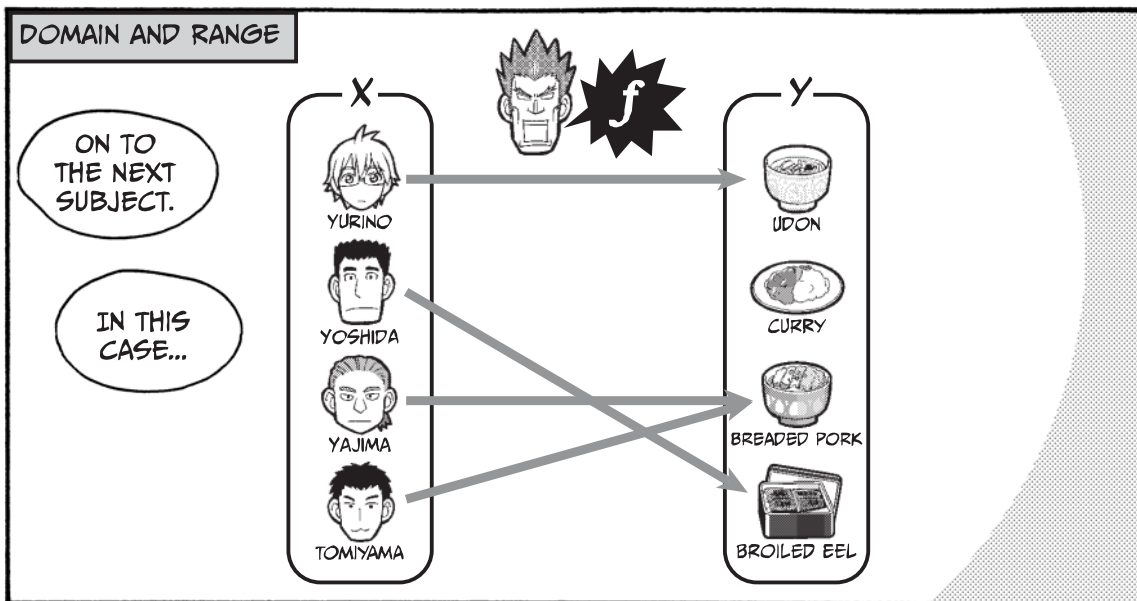 DOMAIN AND RANGE
ON TO
THE NEXT
SUBJECT.
IN THIS
CASE...
X
YURINO
YOSHIDA
YAJIMA
TOMIYAMA
f
Y
UDON
CURRY
BREADED PORK
BROILED EEL